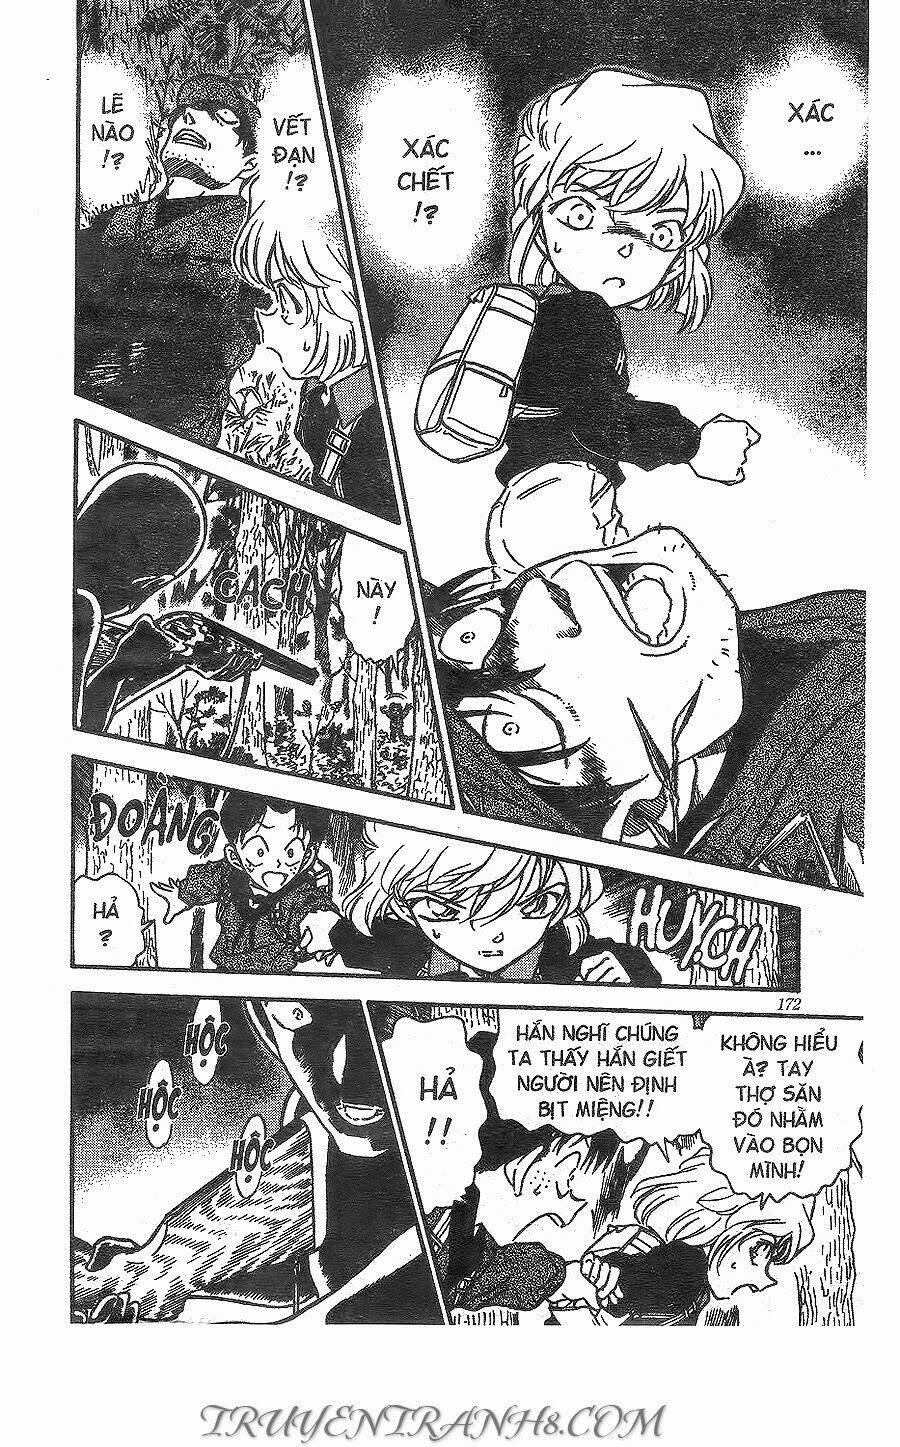 XÁC
...
XÁC
CHẾT
!?
VẾT
ĐẠN
!?
LẼ
NÀO
!?
NÀY
!
CẠCH
HUỴCH
ĐOÀNG
HẢ
?
172
KHÔNG HIỂU
À? TAY
THỢ SĂN
ĐÓ NHẰM
VÀO BỌN
MÌNH!
HẮN NGHĨ CHÚNG
TA THẤY HẮN GIẾT
NGƯỜI NÊN ĐỊNH
BỊT MIỆNG!!
HẢ
!!
HỘC
HỘC
HỘC
TRUYENTRANH8.COM